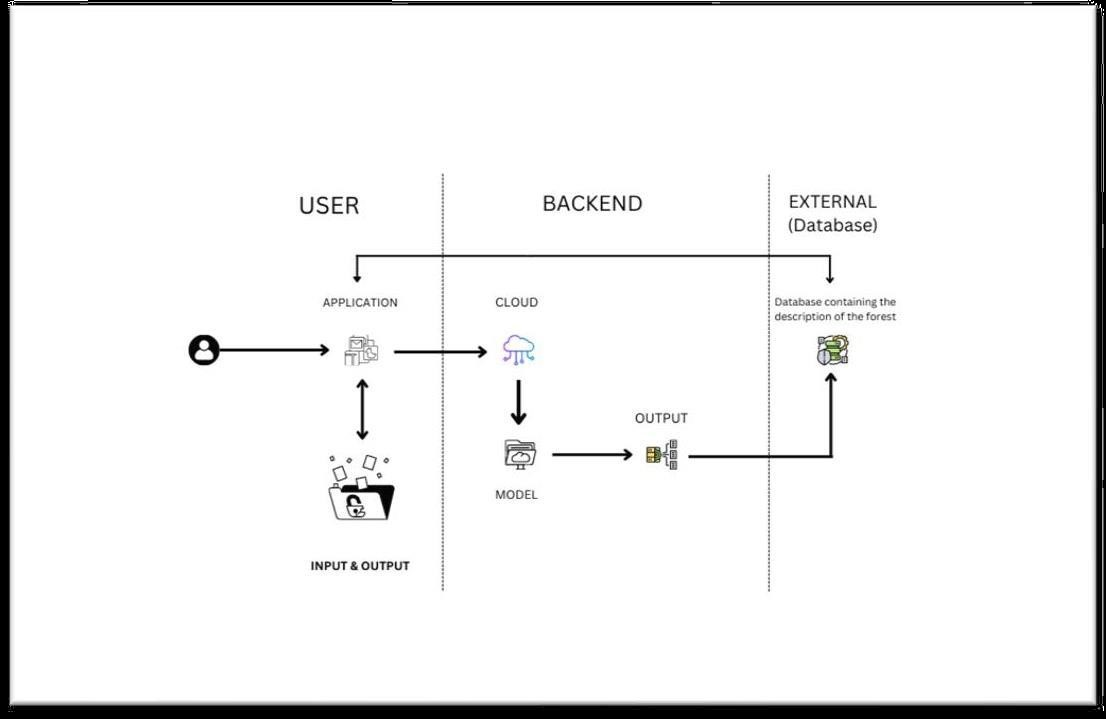 USER
BACKEND
EXTERNAL
(Database)
APPLICATION
CLOUD
Database containing the
description of the forest
OUTPUT
MODEL
INPUT & OUTPUT